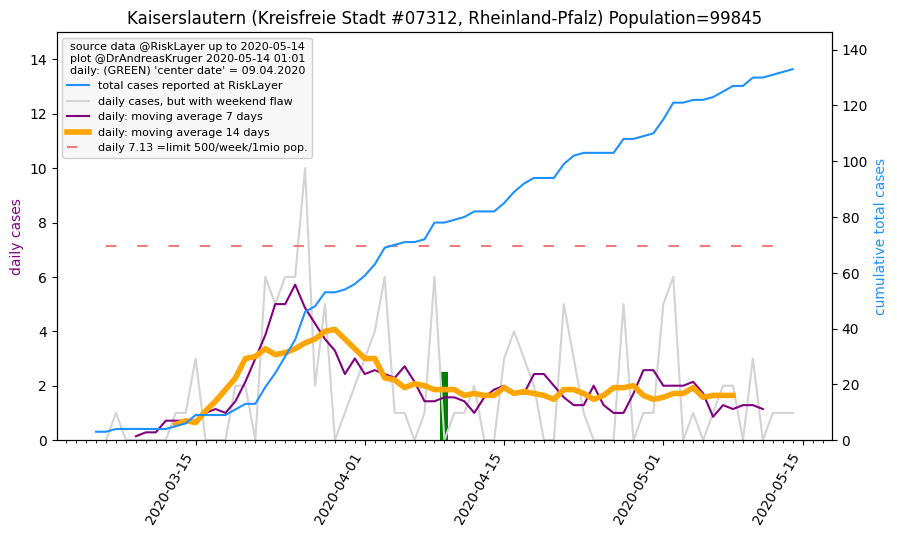 Kaiserslautern (Kreisfreie Stadt #07312, Rheinland-Pfalz) Population=99845
source data @RiskLayer up to 2020-05-14
plot @DrAndreasKruger 2020-05-14 01:01
daily: (GREEN) 'center date' = 09.04.2020
total cases reported at RiskLayer
daily cases, but with weekend flaw
daily: moving average 7 days
daily: moving average 14 days
daily 7.13 =limit 500/week/1mio pop.
daily cases
14
12
10
8
6
4
2
0
140
120
100
80
60
40
20
0
cumulative total cases
2020-03-15
2020-04-01
2020-04-15
2020-05-01
2020-05-15